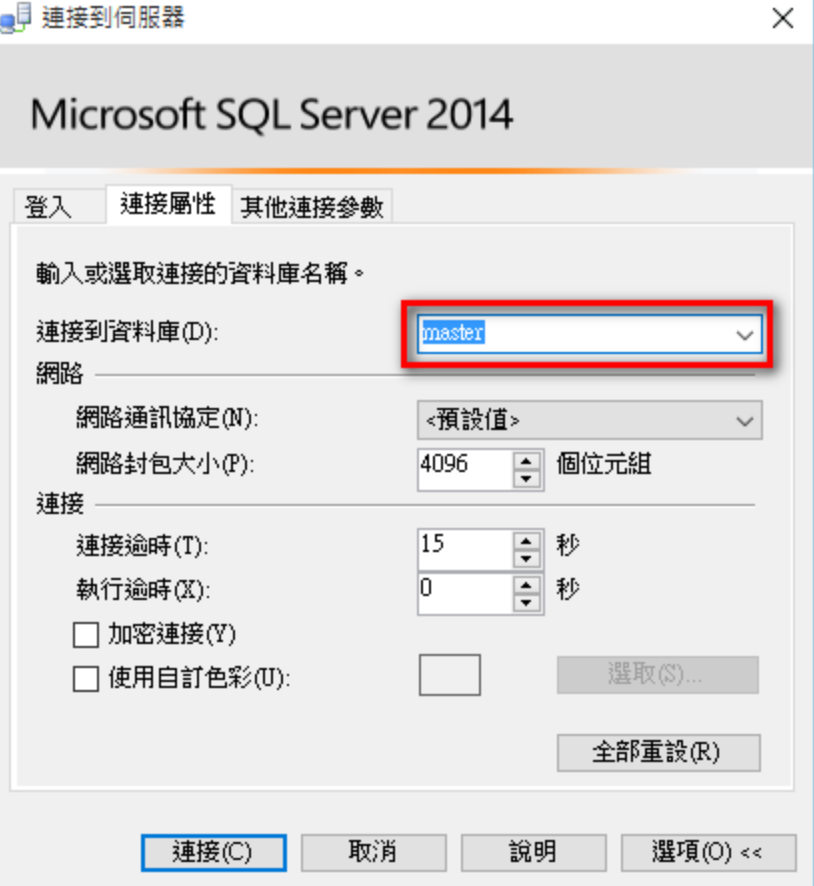 連接到伺服器
Microsoft SQL Server 2014
登入 連接屬性 其他連接參數
輸入或選取連接的資料庫名稱。
連接到資料庫(D): master
網路
網路通訊協定(N): <預設值>
網路封包大小(P): 4096 個位元組
連接
連接逾時(T): 15 秒
執行逾時(X): 0 秒
加密連接(Y)
使用自訂色彩(U): 選取(S)...
全部重設(R)
連接(C) 取消 說明 選項(O) <<